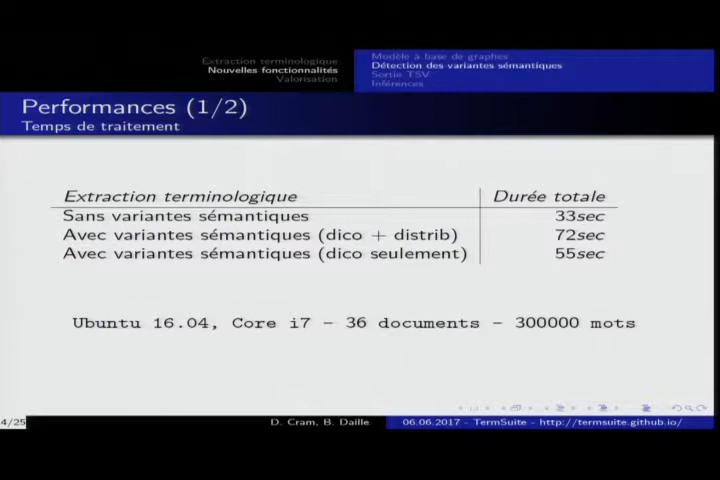 Extraction terminologique
Nouvelles fonctionnalités
Valorisation
Modèle à base de graphes
Détection des variantes sémantiques
Sortie TSV
Inférences
Performances (1/2)
Temps de traitement
Extraction terminologique Durée totale
Sans variantes sémantiques 33sec
Avec variantes sémantiques (dico + distrib) 72sec
Avec variantes sémantiques (dico seulement) 55sec
Ubuntu 16.04, Core i7 - 36 documents - 300000 mots
4/25 D. Cram, B. Daille 06.06.2017 - TermSuite - http://termsuite.github.io/